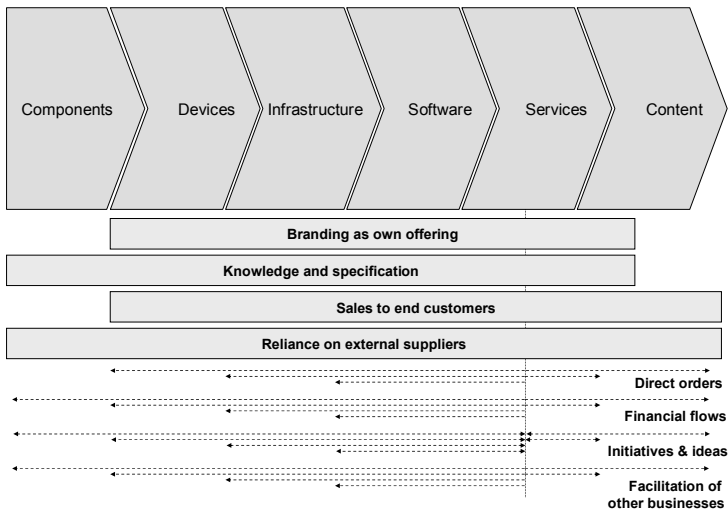 Components
Devices
Infrastructure
Software
Services
Content
Branding as own offering
Knowledge and specification
Sales to end customers
Reliance on external suppliers
Direct orders
Financial flows
Initiatives & ideas
Facilitation of
other businesses